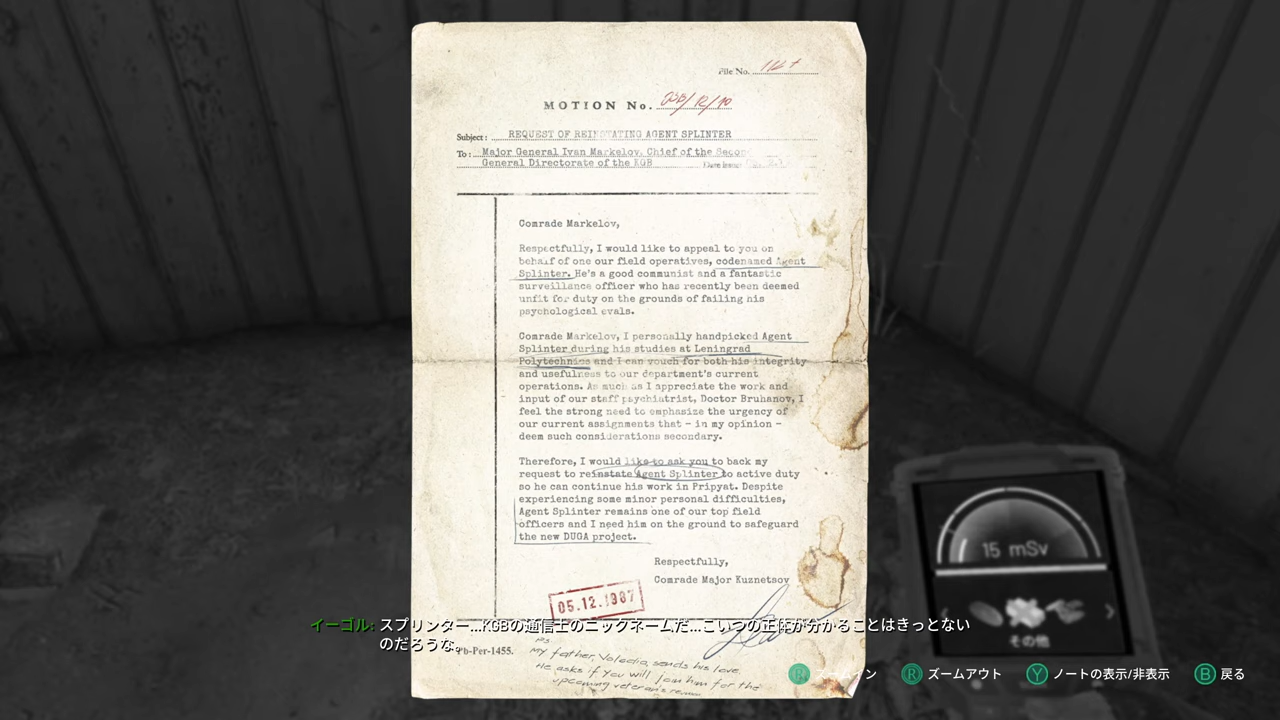 File No.
MOTION No.
Subject: REQUEST OF REINSTATING AGENT SPLINTER
To: Major General Ivan Markelov, Chief of the Second
General Directorate of the KGB
Comrade Markelov,
Respectfully, I would like to appeal to you on
behalf of one our field operatives, codenamed Agent
Splinter. He's a good communist and a fantastic
surveillance officer who has recently been deemed
unfit for duty on the grounds of failing his
psychological evals.
Comrade Markelov, I personally handpicked Agent
Splinter during his studies at Leningrad
Polytechnics and I can vouch for both his integrity
and usefulness to our department's current
operations. As much as I appreciate the work and
input of our staff psychiatrist, Doctor Bruhanov, I
feel the strong need to emphasize the urgency of
our current assignments that - in my opinion -
deem such considerations secondary.
Therefore, I would like to ask you to back my
request to reinstate Agent Splinter to active duty
so he can continue his work in Pripyat. Despite
experiencing some minor personal difficulties,
Agent Splinter remains one of our top field
officers and I need him on the ground to safeguard
the new DUGA project.
Respectfully,
Comrade Major Kuznetsov
05.12.1987
Pb-Per-1455.
PS
My father, Volodia, sends his love.
He asks if You will join him for the
upcoming veteran's
イーゴル: スプリンター...KGBの通信士のニックネームだ...こいつの正体が分かることはきっとない
のだろうな。
15 mSv
その他
ズームイン
R ズームアウト
Y ノートの表示/非表示
B 戻る